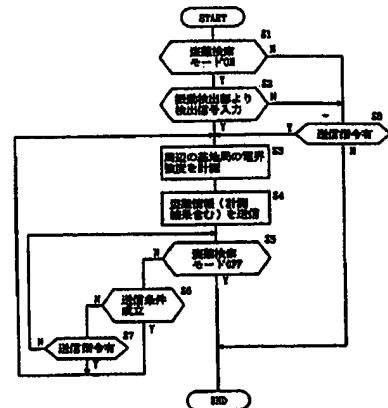 START
S1
盗難検索
モードON
N
Y
S2
振動検出部より
検出信号入力
N
Y
S8
送信指令有
Y
N
S3
周辺の基地局の電界
強度を計測
S4
盗難情報（計測
結果含む）を送信
S5
盗難検索
モードOFF
N
Y
S6
送信条件
成立
N
Y
S7
送信指令有
N
Y
END